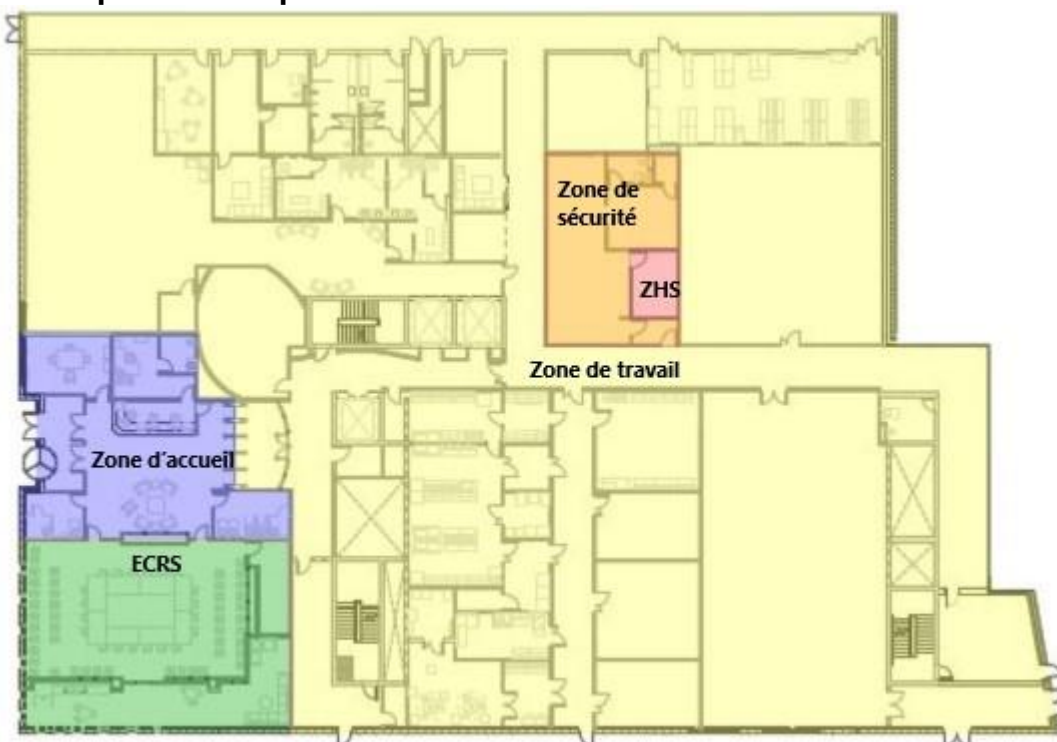 Zone de
sécurité
ZHS
Zone de travail
Zone d'accueil
ECRS